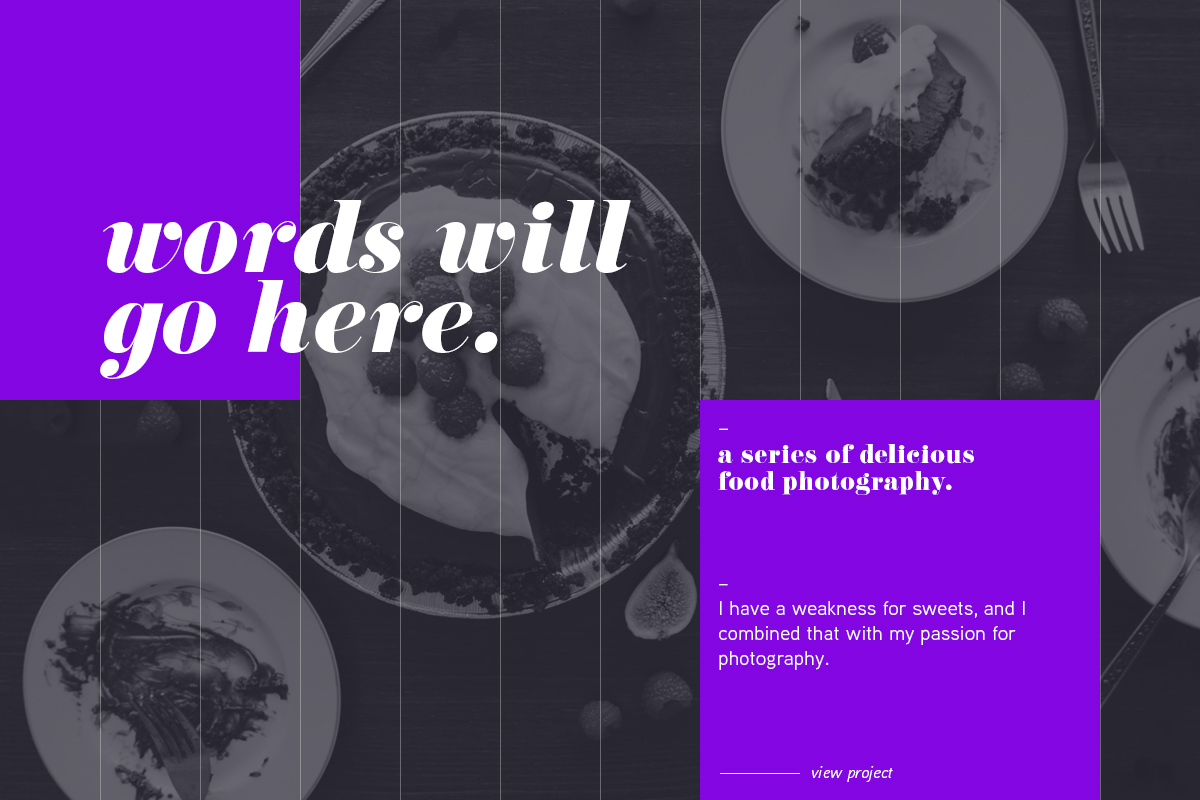 words will
go here.
–
a series of delicious
food photography.
–
I have a weakness for sweets, and I
combined that with my passion for
photography.
view project